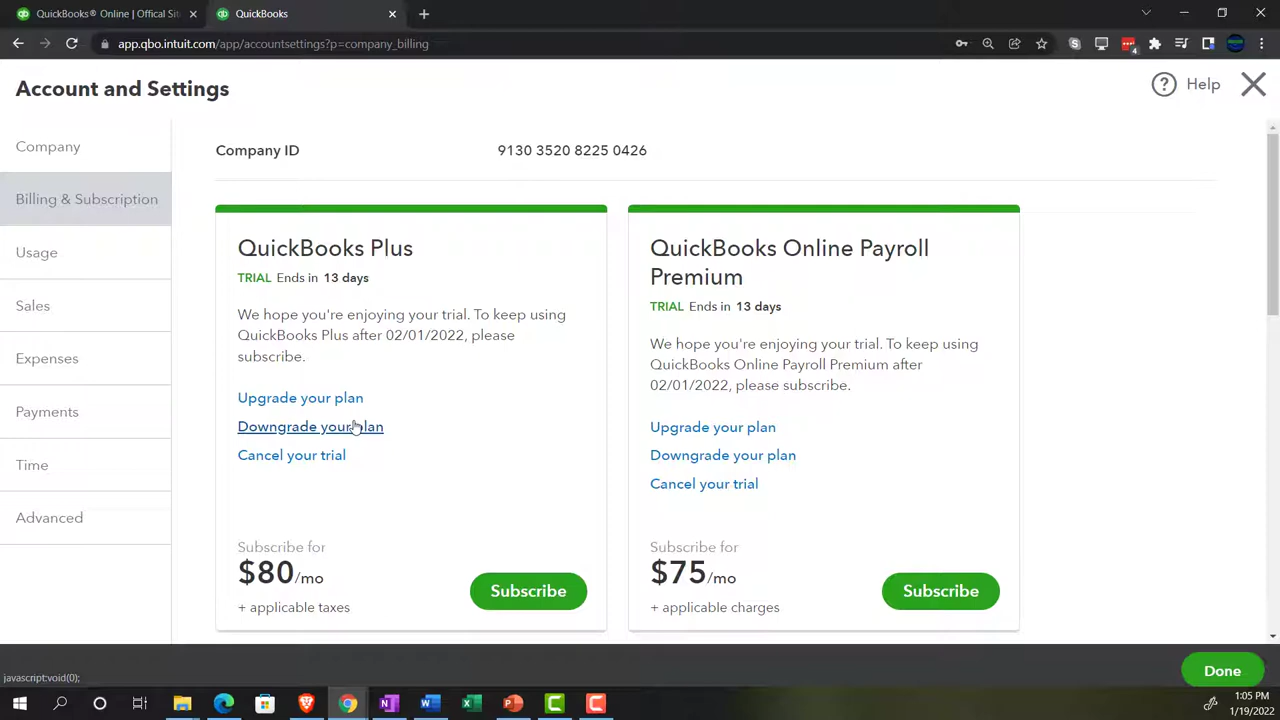 QuickBooks® Online | Offical Sit
QuickBooks
app.qbo.intuit.com/app/accountsettings?p=company_billing
4
Account and Settings
Help
Company
Billing & Subscription
Usage
Sales
Expenses
Payments
Time
Advanced
Company ID
9130 3520 8225 0426
QuickBooks Plus
TRIAL Ends in 13 days
We hope you're enjoying your trial. To keep using
QuickBooks Plus after 02/01/2022, please
subscribe.
Upgrade your plan
Downgrade your plan
Cancel your trial
Subscribe for
$80/mo
+ applicable taxes
Subscribe
QuickBooks Online Payroll
Premium
TRIAL Ends in 13 days
We hope you're enjoying your trial. To keep using
QuickBooks Online Payroll Premium after
02/01/2022, please subscribe.
Upgrade your plan
Downgrade your plan
Cancel your trial
Subscribe for
$75/mo
+ applicable charges
Subscribe
Done
javascript:void(0);
1:05 PM
1/19/2022